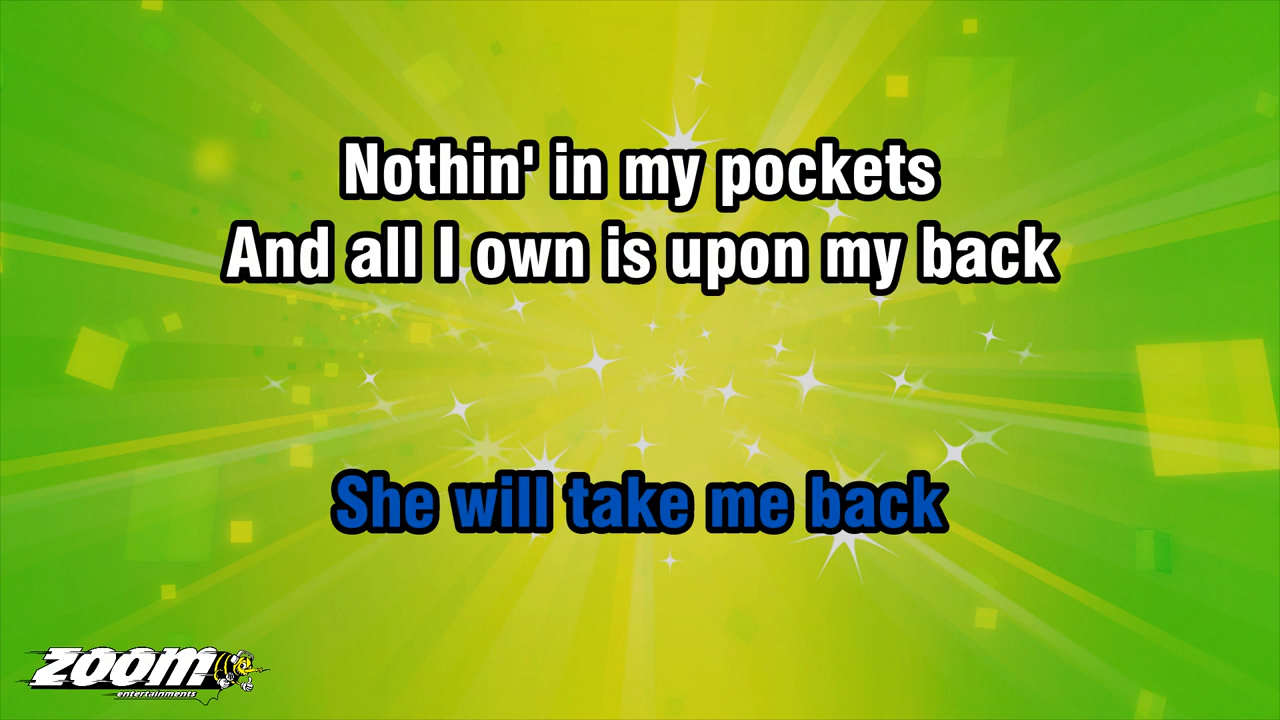 Nothin' in my pockets
And all I own is upon my back
She will take me back
ZOOM
entertainments